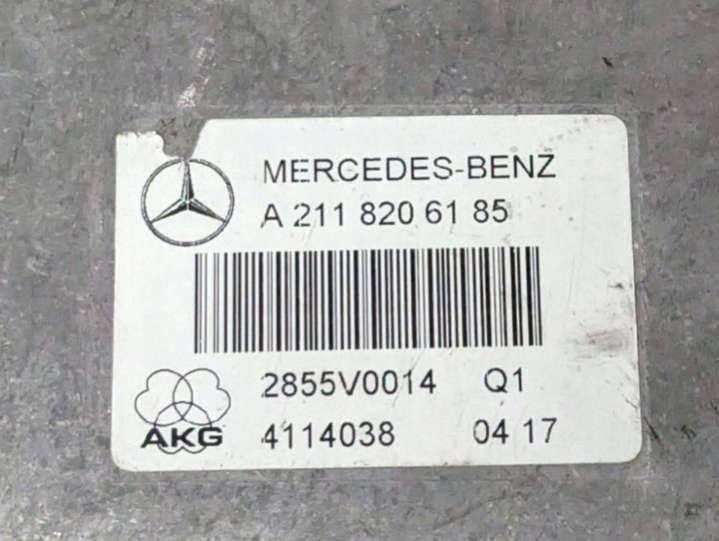 MERCEDES-BENZ
A 211 820 61 85
2855V0014 Q1
AKG 4114038 04 17